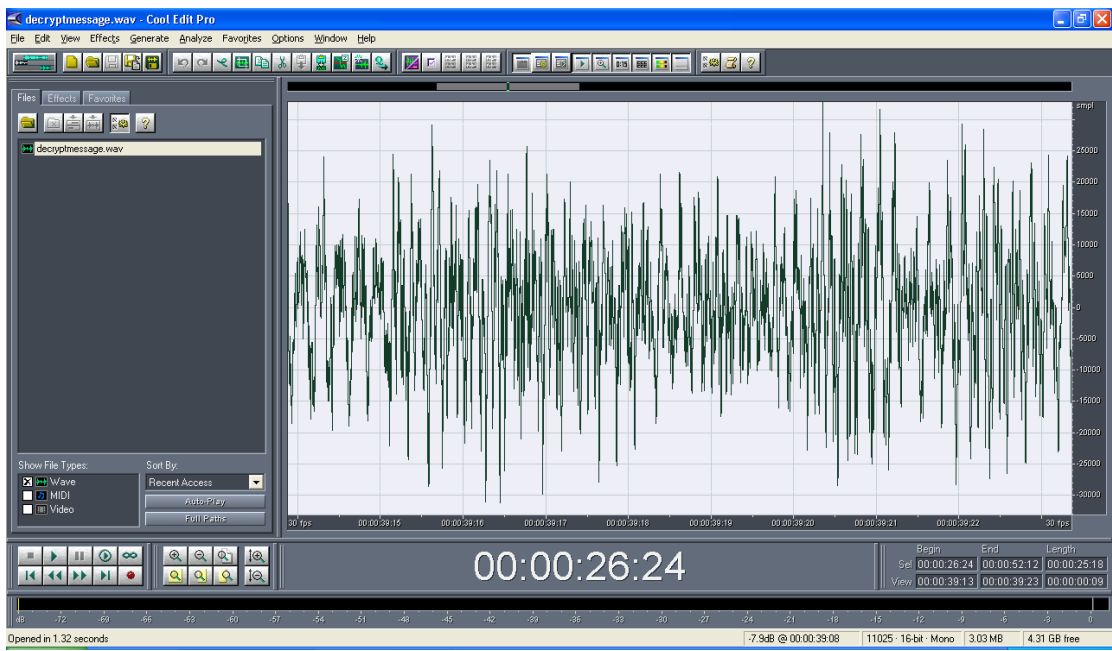 decryptmessage.wav - Cool Edit Pro
File Edit View Effects Generate Analyze Favorites Options Window Help
Files Effects Favorites
decryptmessage.wav
smpl
25000
20000
15000
10000
5000
0
-5000
-10000
-15000
-20000
-25000
-30000
30 fps 00:00:39:15 00:00:39:16 00:00:39:17 00:00:39:18 00:00:39:19 00:00:39:20 00:00:39:21 00:00:39:22 30 fps
Show File Types: Sort By:
Wave Recent Access
MIDI Auto-Play
Video Full Paths
00:00:26:24
Begin End Length
Sel 00:00:26:24 00:00:52:12 00:00:25:18
View 00:00:39:13 00:00:39:23 00:00:00:09
dB -72 -69 -66 -63 -60 -57 -54 -51 -48 -45 -42 -39 -36 -33 -30 -27 -24 -21 -18 -15 -12 -9 -6 -3 0
Opened in 1.32 seconds -7.9dB @ 00:00:39:08 11025 · 16-bit · Mono 3.03 MB 4.31 GB free